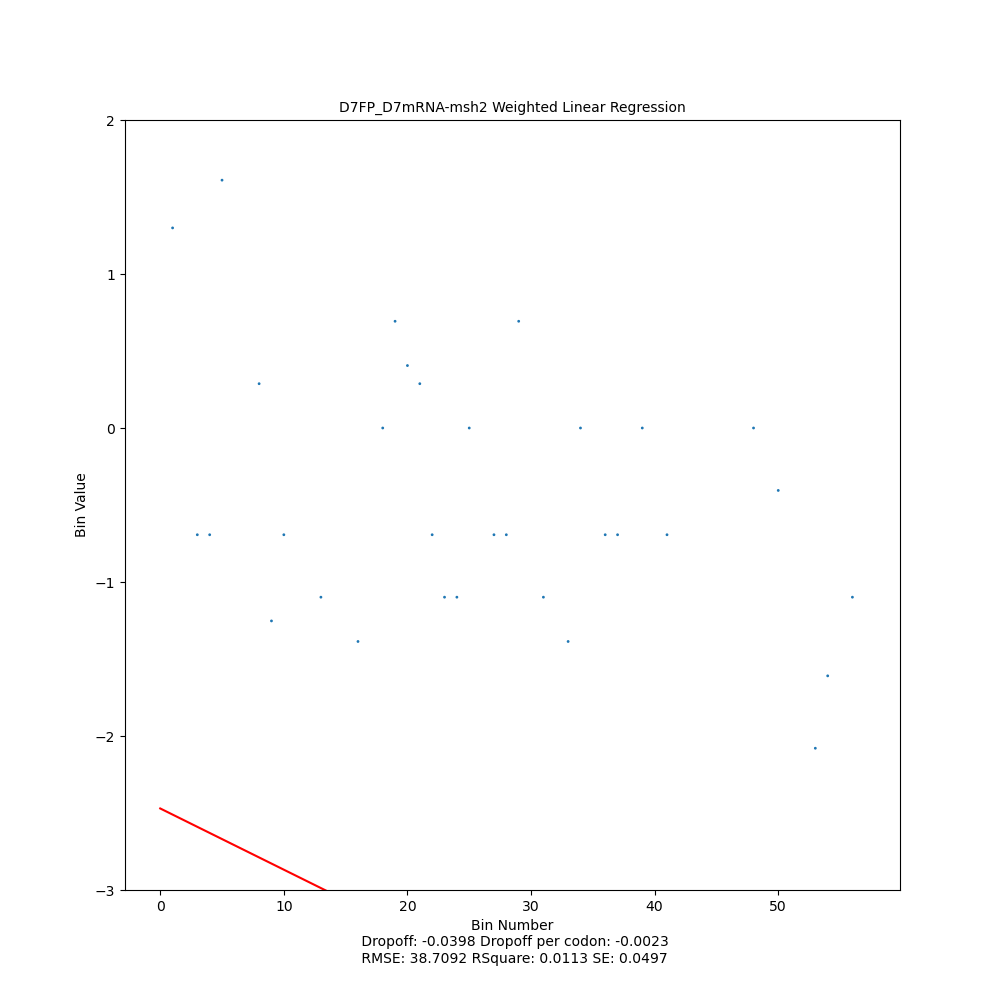 D7FP_D7mRNA-msh2 Weighted Linear Regression
2
1
0
−1
−2
−3
Bin Value
0 10 20 30 40 50
Bin Number
Dropoff: -0.0398 Dropoff per codon: -0.0023
RMSE: 38.7092 RSquare: 0.0113 SE: 0.0497